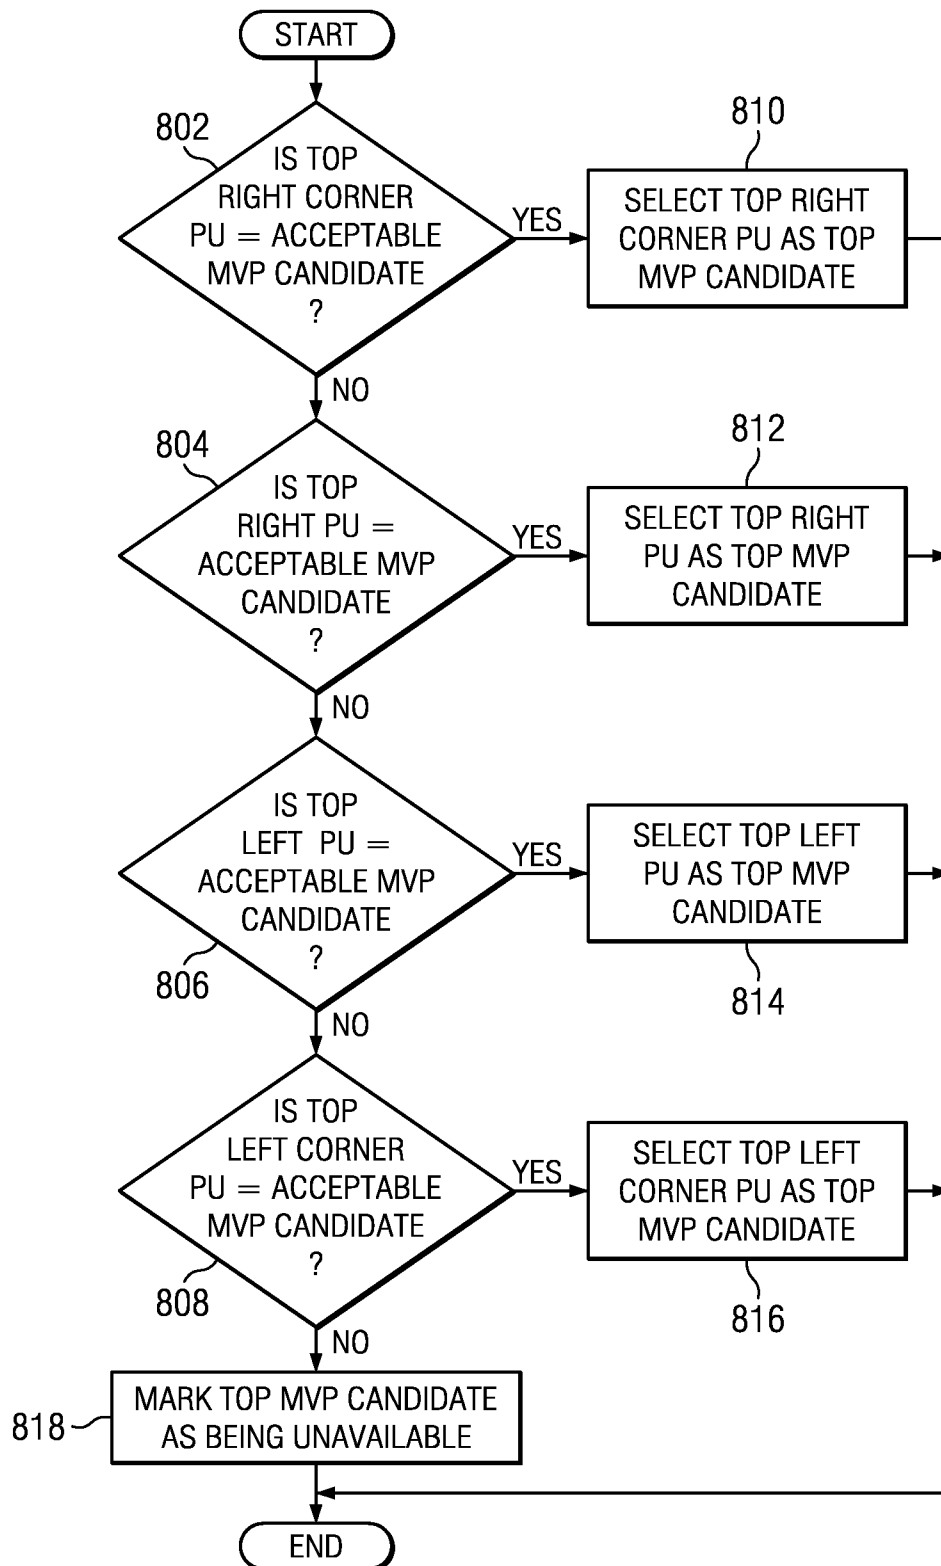 START
802
IS TOP
RIGHT CORNER
PU = ACCEPTABLE
MVP CANDIDATE
?
YES
810
SELECT TOP RIGHT
CORNER PU AS TOP
MVP CANDIDATE
NO
804
IS TOP
RIGHT PU =
ACCEPTABLE MVP
CANDIDATE
?
YES
812
SELECT TOP RIGHT
PU AS TOP MVP
CANDIDATE
NO
IS TOP
LEFT PU =
ACCEPTABLE MVP
CANDIDATE
?
806
YES
SELECT TOP LEFT
PU AS TOP MVP
CANDIDATE
814
NO
IS TOP
LEFT CORNER
PU = ACCEPTABLE
MVP CANDIDATE
?
808
YES
SELECT TOP LEFT
CORNER PU AS TOP
MVP CANDIDATE
816
NO
818
MARK TOP MVP CANDIDATE
AS BEING UNAVAILABLE
END